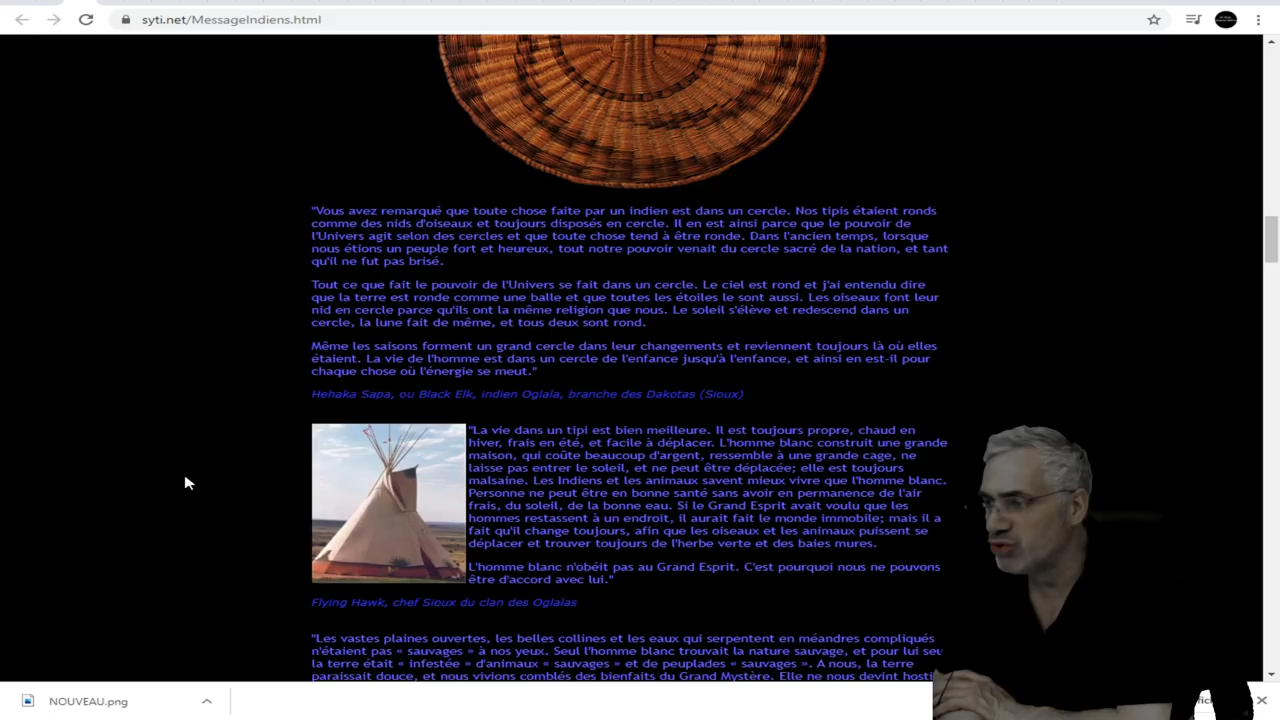 syti.net/MessageIndiens.html
"Vous avez remarqué que toute chose faite par un indien est dans un cercle. Nos tipis étaient ronds
comme des nids d'oiseaux et toujours disposés en cercle. Il en est ainsi parce que le pouvoir de
l'Univers agit selon des cercles et que toute chose tend à être ronde. Dans l'ancien temps, lorsque
nous étions un peuple fort et heureux, tout notre pouvoir venait du cercle sacré de la nation, et tant
qu'il ne fut pas brisé.
Tout ce que fait le pouvoir de l'Univers se fait dans un cercle. Le ciel est rond et j'ai entendu dire
que la terre est ronde comme une balle et que toutes les étoiles le sont aussi. Les oiseaux font leur
nid en cercle parce qu'ils ont la même religion que nous. Le soleil s'élève et redescend dans un
cercle, la lune fait de même, et tous deux sont rond.
Même les saisons forment un grand cercle dans leur changements et reviennent toujours là où elles
étaient. La vie de l'homme est dans un cercle de l'enfance jusqu'à l'enfance, et ainsi en est-il pour
chaque chose où l'énergie se meut."
Hehaka Sapa, ou Black Elk, indien Oglala, branche des Dakotas (Sioux)
"La vie dans un tipi est bien meilleure. Il est toujours propre, chaud en
hiver, frais en été, et facile à déplacer. L'homme blanc construit une grande
maison, qui coûte beaucoup d'argent, ressemble à une grande cage, ne
laisse pas entrer le soleil, et ne peut être déplacée; elle est toujours
malsaine. Les Indiens et les animaux savent mieux vivre que l'homme blanc.
Personne ne peut être en bonne santé sans avoir en permanence de l'air
frais, du soleil, de la bonne eau. Si le Grand Esprit avait voulu que les
hommes restassent à un endroit, il aurait fait le monde immobile; mais il a
fait qu'il change toujours, afin que les oiseaux et les animaux puissent se
déplacer et trouver toujours de l'herbe verte et des baies mures.
L'homme blanc n'obéit pas au Grand Esprit. C'est pourquoi nous ne pouvons
être d'accord avec lui."
Flying Hawk, chef Sioux du clan des Oglalas
"Les vastes plaines ouvertes, les belles collines et les eaux qui serpentent en méandres compliqués
n'étaient pas « sauvages » à nos yeux. Seul l'homme blanc trouvait la nature sauvage, et pour lui seu
la terre était « infestée » d'animaux « sauvages » et de peuplades « sauvages ». A nous, la terre
paraissait douce, et nous vivions comblés des bienfaits du Grand Mystère. Elle ne nous devint hosti
NOUVEAU.png